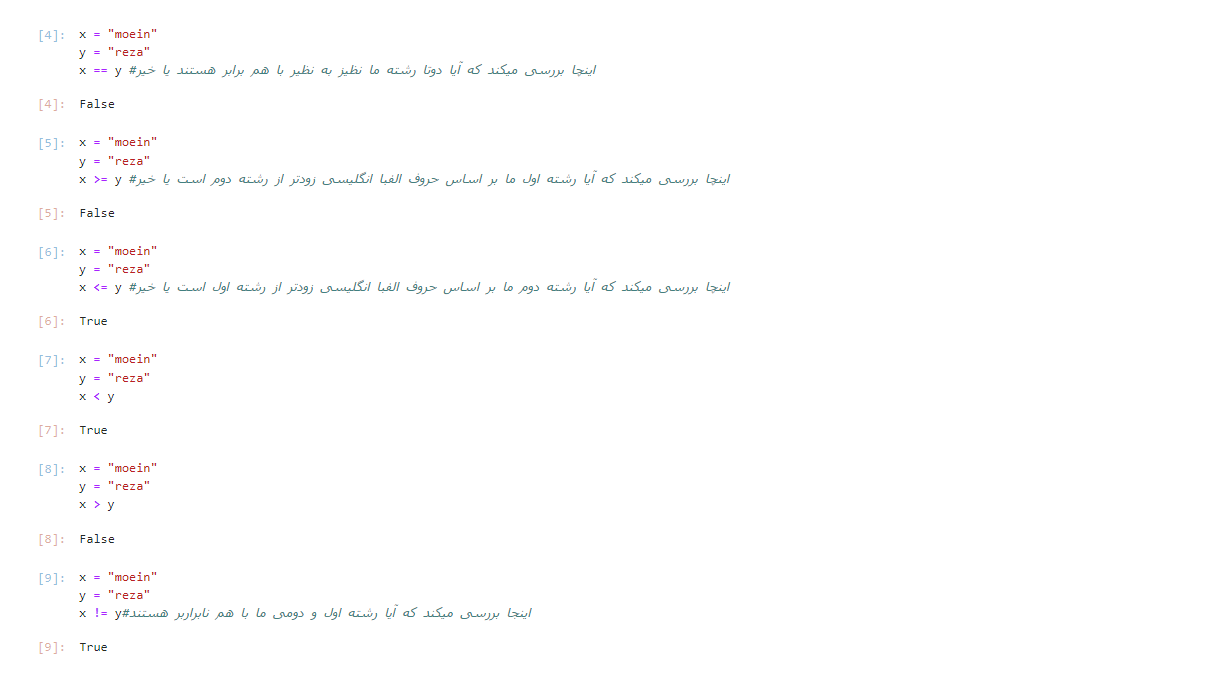 [4]: x = "moein"
y = "reza"
x == y #اینجا بررسی میکند که آیا دوتا رشته ما نظیز به نظیر با هم برابر هستند یا خیر
[4]: False
[5]: x = "moein"
y = "reza"
x >= y #اینجا بررسی میکند که آیا رشته اول ما بر اساس حروف الفبا انگلیسی زودتر از رشته دوم است یا خیر
[5]: False
[6]: x = "moein"
y = "reza"
x <= y #اینجا بررسی میکند که آیا رشته دوم ما بر اساس حروف الفبا انگلیسی زودتر از رشته اول است یا خیر
[6]: True
[7]: x = "moein"
y = "reza"
x < y
[7]: True
[8]: x = "moein"
y = "reza"
x > y
[8]: False
[9]: x = "moein"
y = "reza"
x != y#اینجا بررسی میکند که آیا رشته اول و دومی ما با هم نابراربر هستند
[9]: True